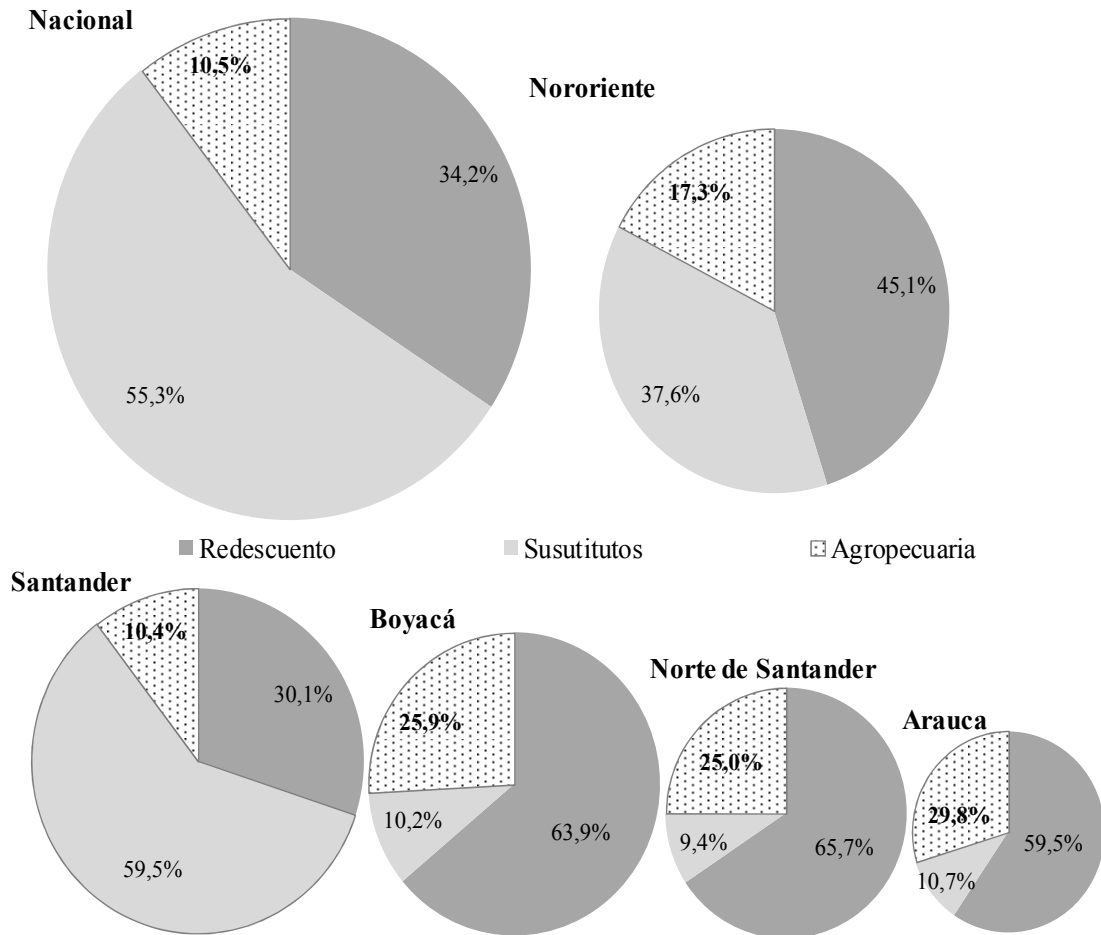 Nacional
10,5%
34,2%
55,3%
Nororiente
17,3%
45,1%
37,6%
Redescuento
Susutitutos
Agropecuaria
Santander
10,4%
30,1%
59,5%
Boyacá
25,9%
10,2%
63,9%
Norte de Santander
25,0%
9,4%
65,7%
Arauca
29,8%
59,5%
10,7%